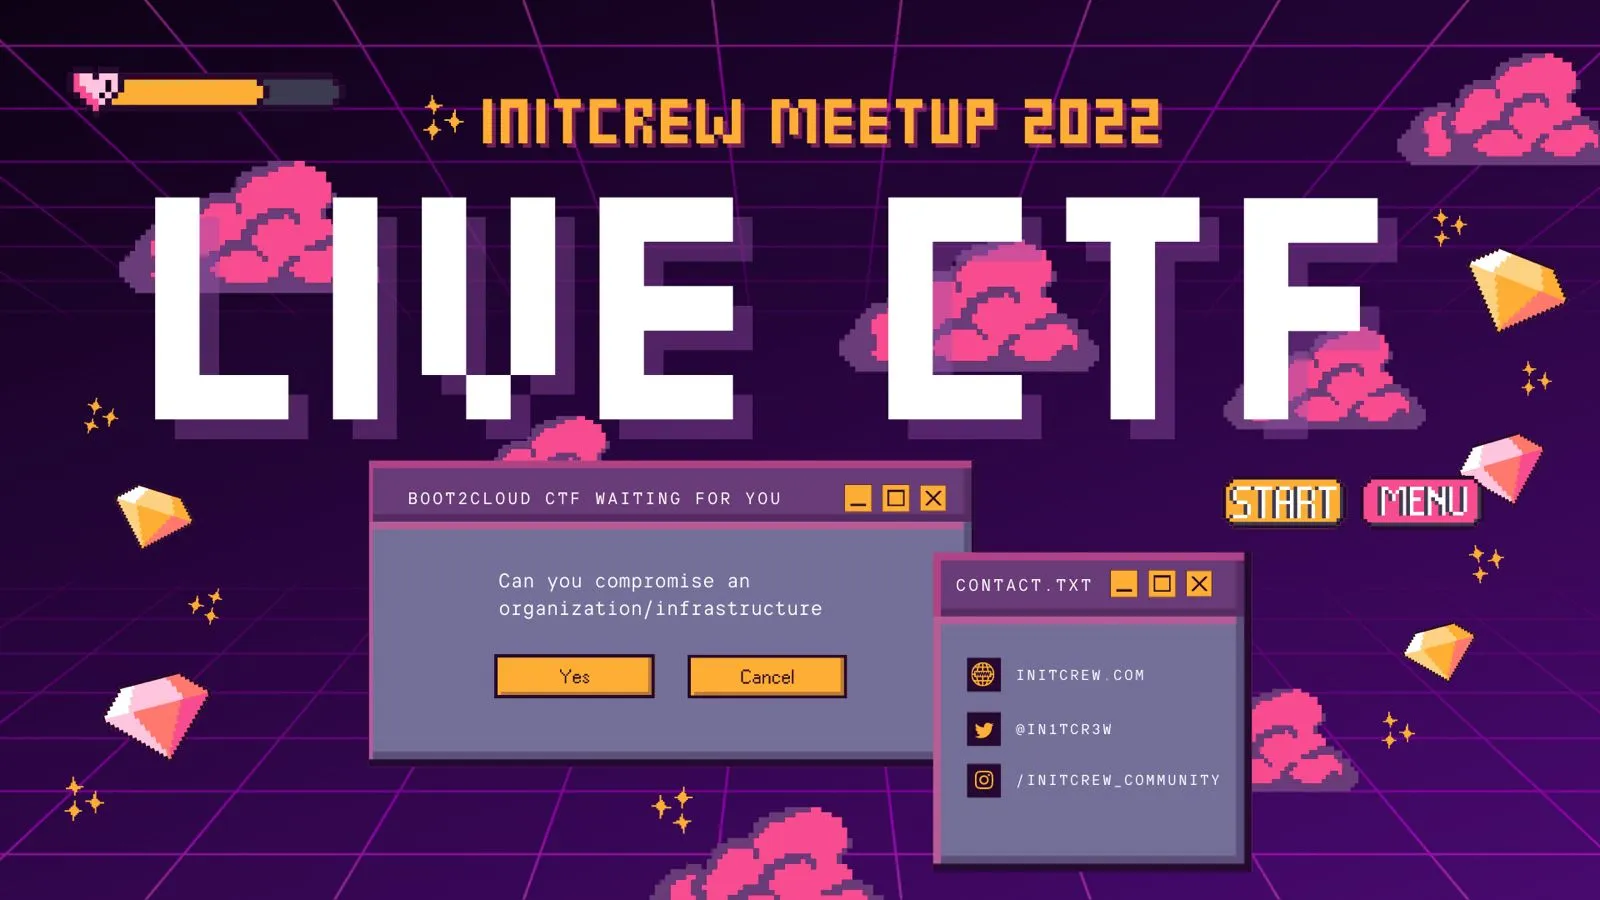 INITCREW MEETUP 2022
LIVE CTF
BOOT2CLOUD CTF WAITING FOR YOU
Can you compromise an
organization/infrastructure
Yes
Cancel
START
MENU
CONTACT.TXT
INITCREW.COM
@IN1TCR3W
/INITCREW_COMMUNITY